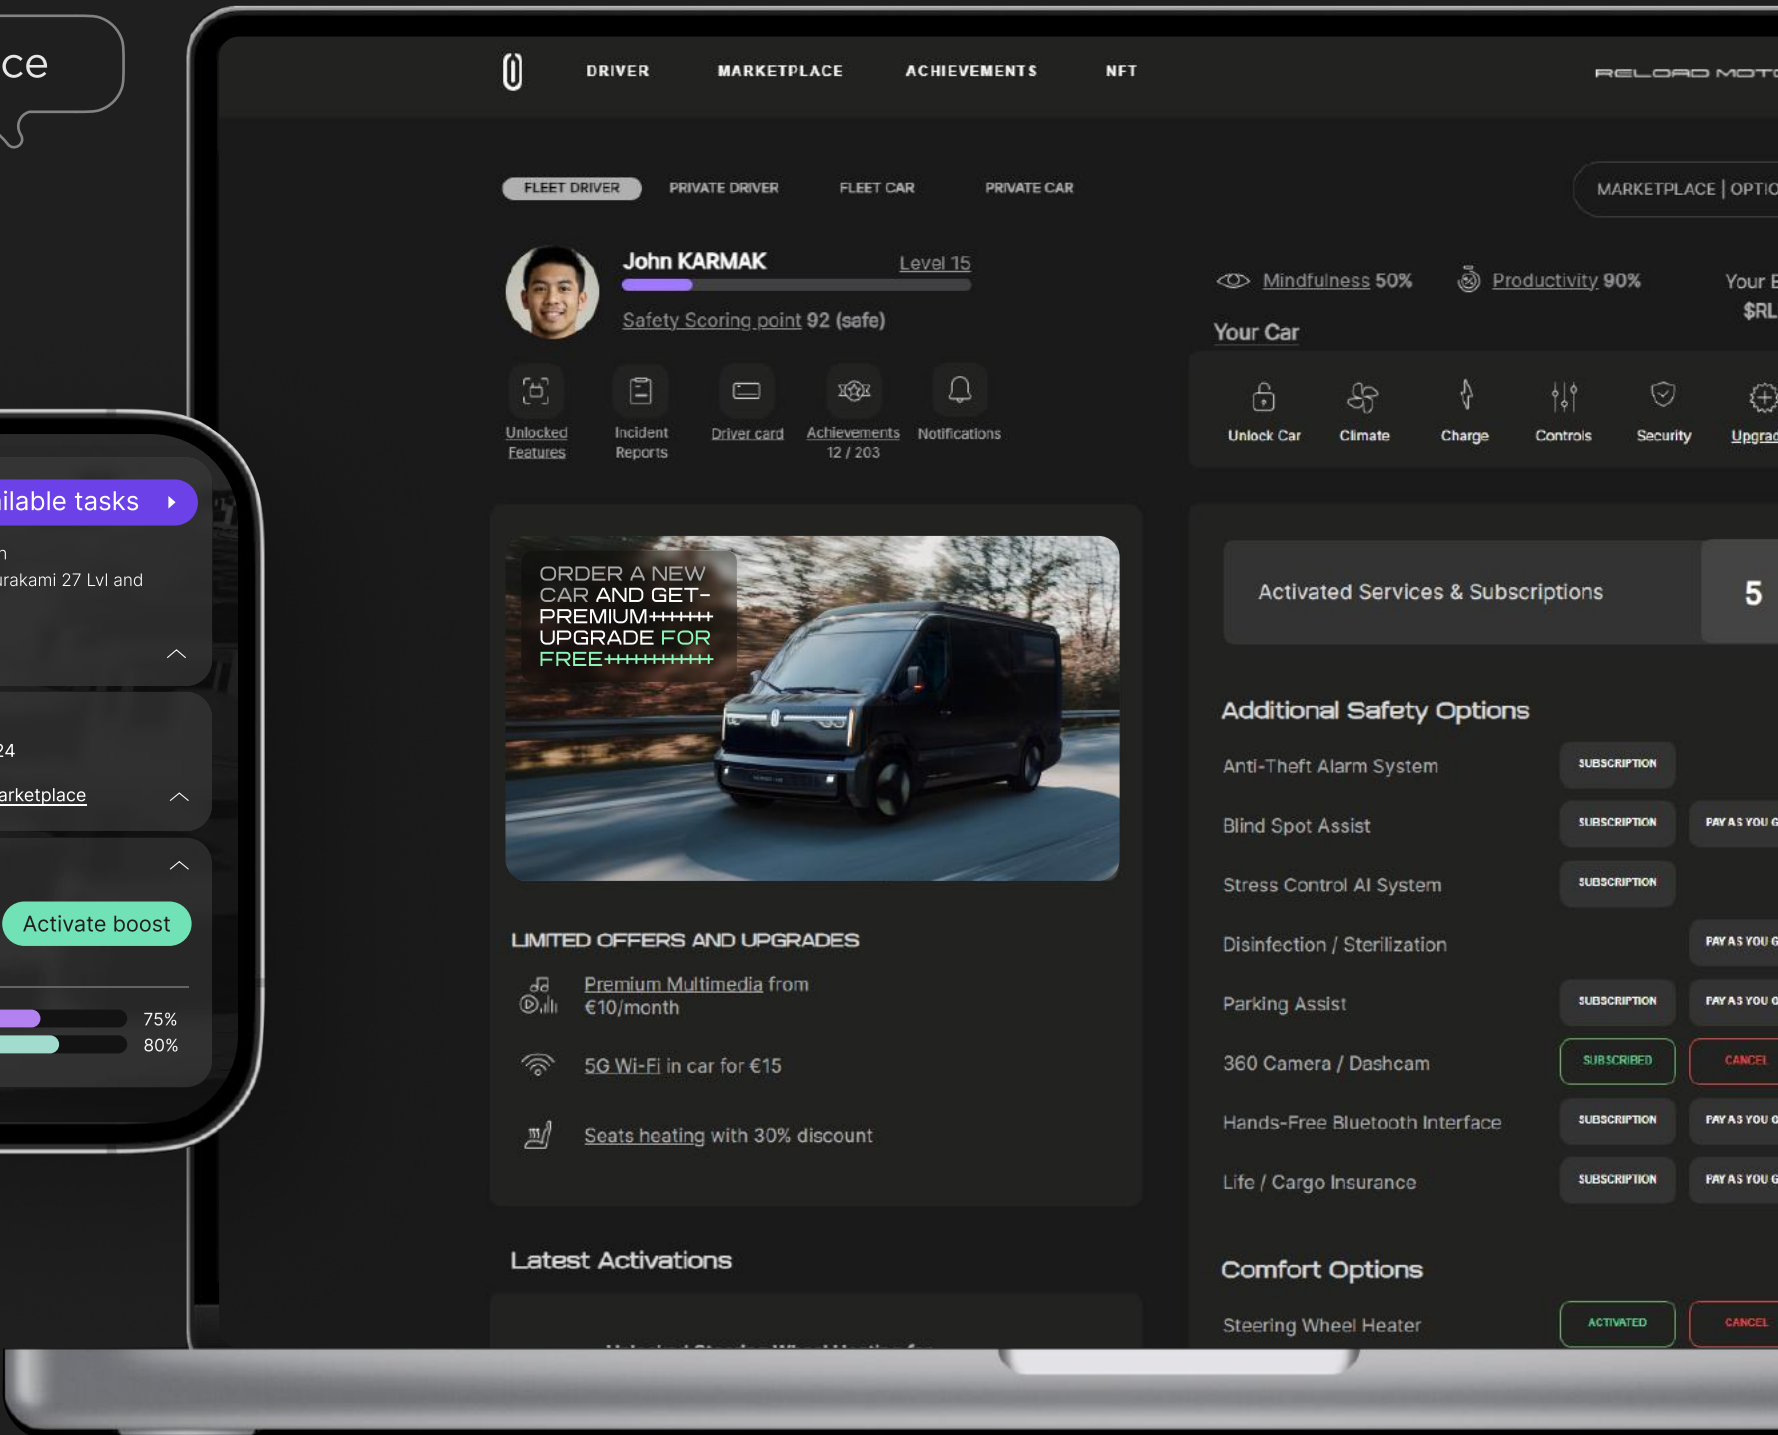 ce
ilable tasks
n
urakami 27 Lvl and
24
arketplace
Activate boost
75%
80%
DRIVER MARKETPLACE ACHIEVEMENTS NFT
RELOAD MOTO
FLEET DRIVER PRIVATE DRIVER FLEET CAR PRIVATE CAR
MARKETPLACE | OPTIO
John KARMAK Level 15
Safety Scoring point 92 (safe)
Unlocked Features
Incident Reports
Driver card
Achievements 12 / 203
Notifications
Mindfulness 50% Productivity 90%
Your
$RL
Your Car
Unlock Car Climate Charge Controls Security Upgrad
ORDER A NEW
CAR AND GET-
PREMIUM
UPGRADE FOR
FREE
LIMITED OFFERS AND UPGRADES
Premium Multimedia from
€10/month
5G Wi-Fi in car for €15
Seats heating with 30% discount
Latest Activations
Activated Services & Subscriptions 5
Additional Safety Options
Anti-Theft Alarm System SUBSCRIPTION
Blind Spot Assist SUBSCRIPTION PAY AS YOU G
Stress Control AI System SUBSCRIPTION
Disinfection / Sterilization PAY AS YOU G
Parking Assist SUBSCRIPTION PAY AS YOU G
360 Camera / Dashcam SUBSCRIBED CANCEL
Hands-Free Bluetooth Interface SUBSCRIPTION PAY AS YOU G
Life / Cargo Insurance SUBSCRIPTION PAY AS YOU G
Comfort Options
Steering Wheel Heater ACTIVATED CANCEL